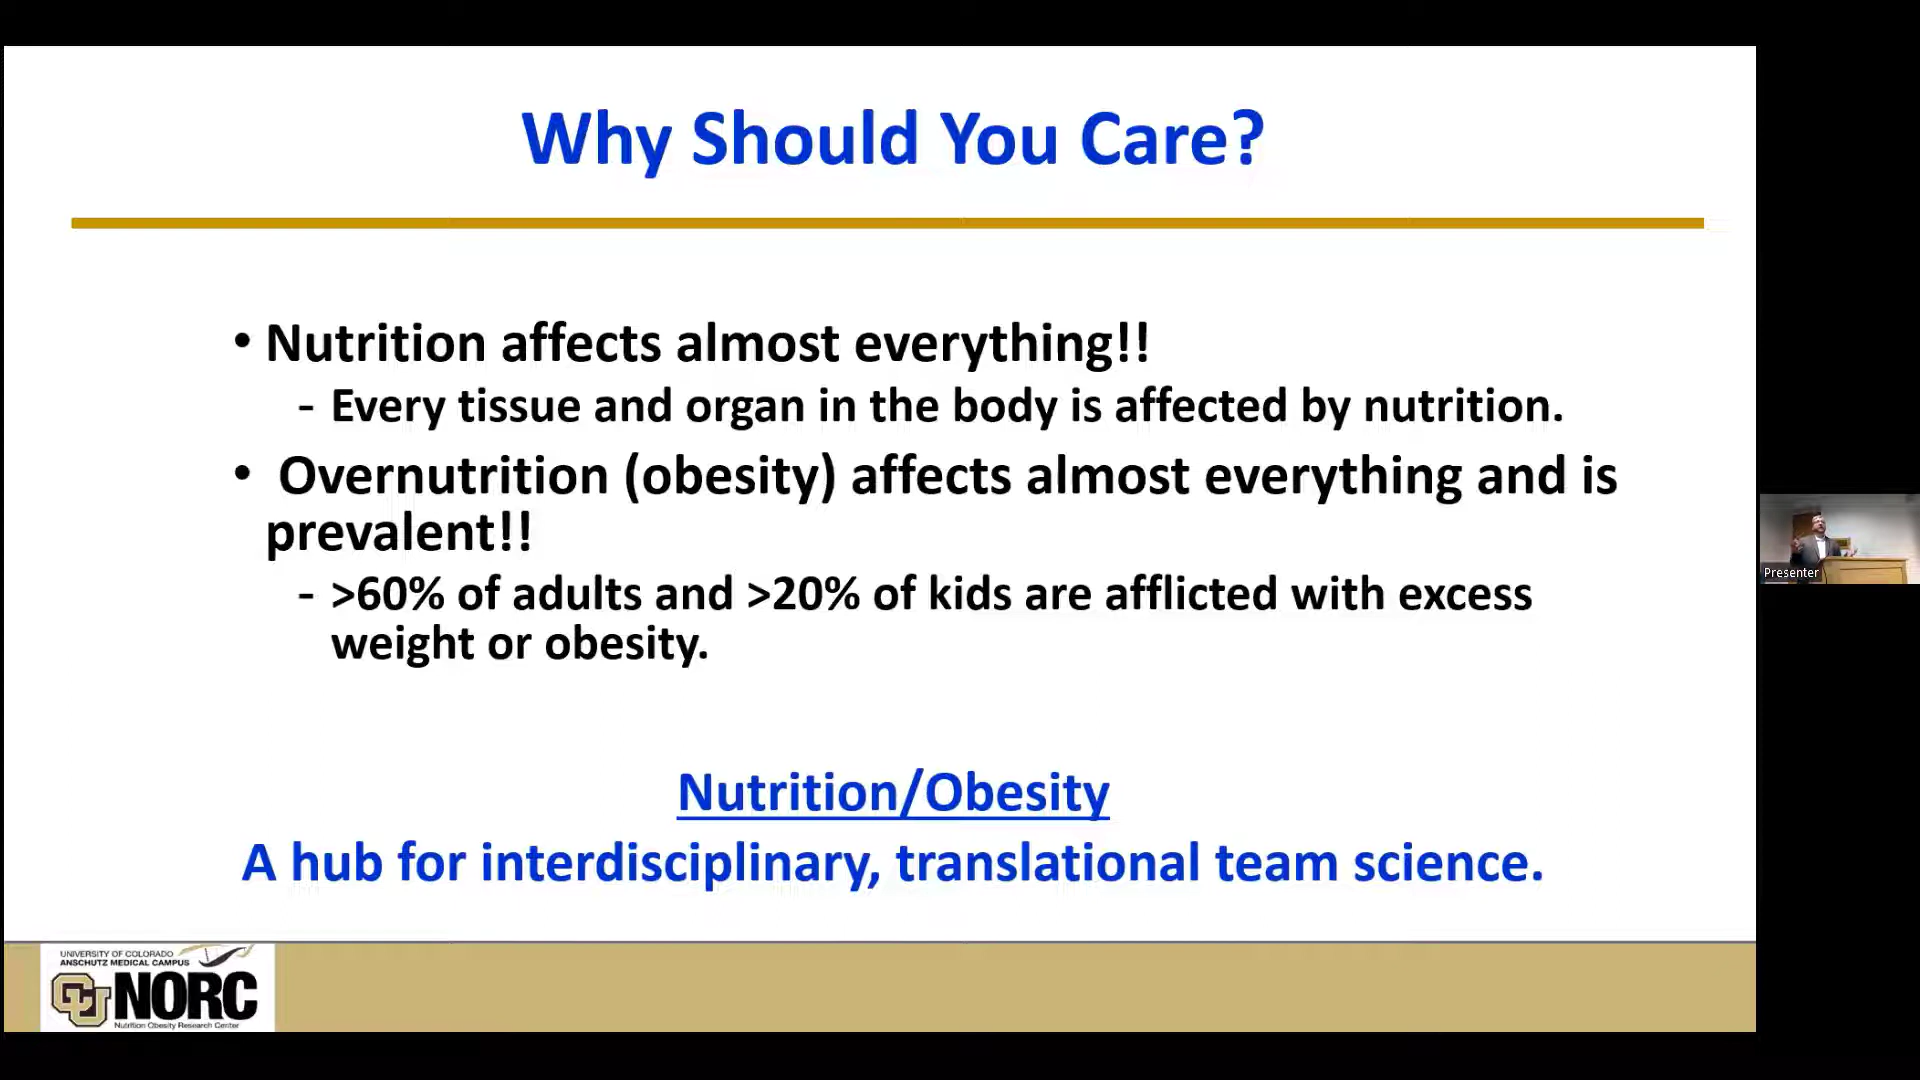 Why Should You Care?
• Nutrition affects almost everything!!
- Every tissue and organ in the body is affected by nutrition.
• Overnutrition (obesity) affects almost everything and is
prevalent!!
- >60% of adults and >20% of kids are afflicted with excess
weight or obesity.
Nutrition/Obesity
A hub for interdisciplinary, translational team science.
Presenter
UNIVERSITY OF COLORADO
ANSCHUTZ MEDICAL CAMPUS
CU NORC
Nutrition Obesity Research Center